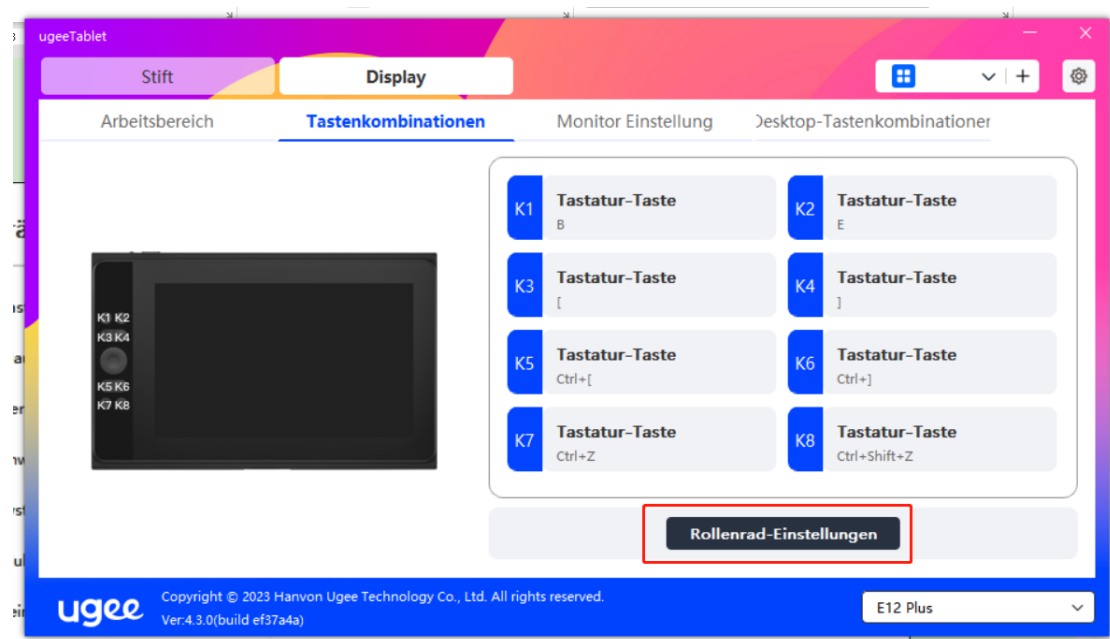 ugeeTablet
Stift
Display
Arbeitsbereich
Tastenkombinationen
Monitor Einstellung
Desktop-Tastenkombinationer
K1
Tastatur-Taste
B
K2
Tastatur-Taste
E
K3
Tastatur-Taste
[
K4
Tastatur-Taste
]
K5
Tastatur-Taste
Ctrl+[
K6
Tastatur-Taste
Ctrl+]
K7
Tastatur-Taste
Ctrl+Z
K8
Tastatur-Taste
Ctrl+Shift+Z
K1 K2
K3 K4
K5 K6
K7 K8
Rollenrad-Einstellungen
ugee
Copyright © 2023 Hanvon Ugee Technology Co., Ltd. All rights reserved.
Ver:4.3.0(build ef37a4a)
E12 Plus